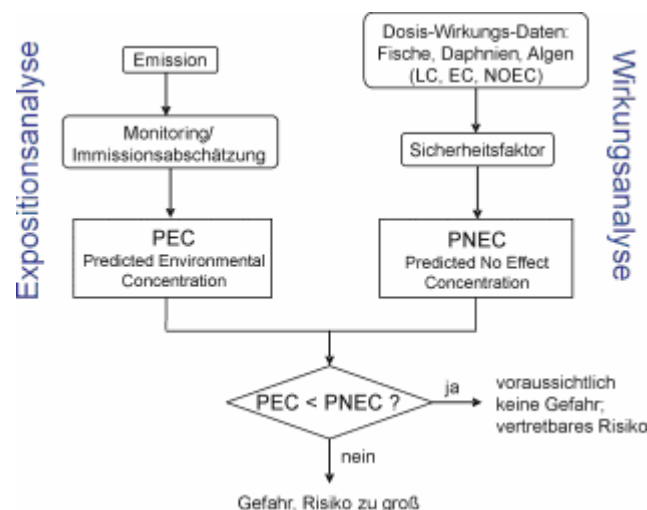 Expositionsanalyse
Emission
Monitoring/
Immissionsabschätzung
PEC
Predicted Environmental
Concentration
Dosis-Wirkungs-Daten:
Fische, Daphnien, Algen
(LC, EC, NOEC)
Sicherheitsfaktor
PNEC
Predicted No Effect
Concentration
Wirkungsanalyse
PEC < PNEC ?
ja
voraussichtlich
keine Gefahr;
vertretbares Risiko
nein
Gefahr, Risiko zu groß